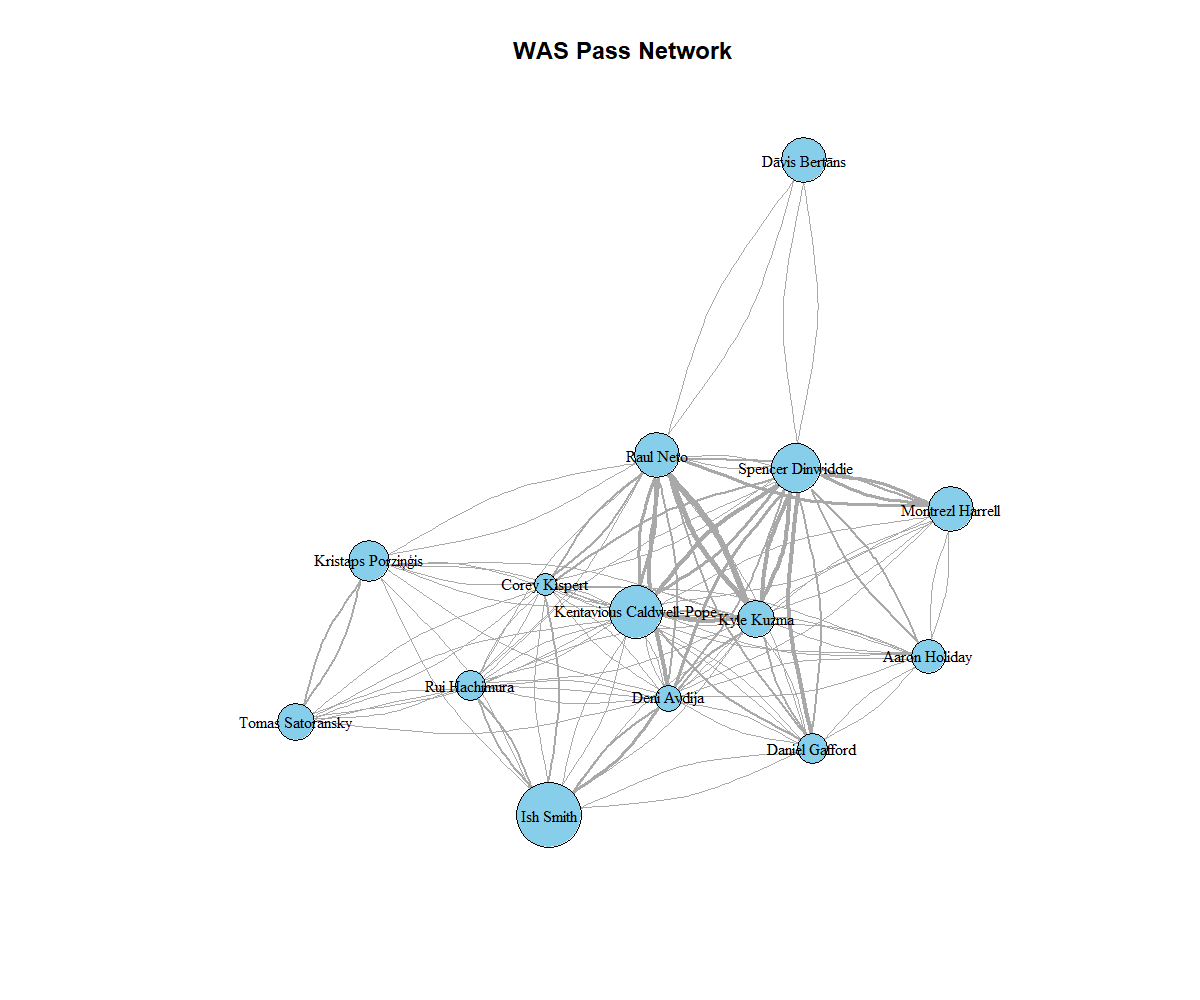 WAS Pass Network
Dāvis Bertāns
Raul Neto
Spencer Dinwiddie
Montrezl Harrell
Kristaps Porziņģis
Corey Kispert
Kentavious Caldwell-Pope
Kyle Kuzma
Aaron Holiday
Rui Hachimura
Deni Avdija
Tomas Satoransky
Daniel Gafford
Ish Smith